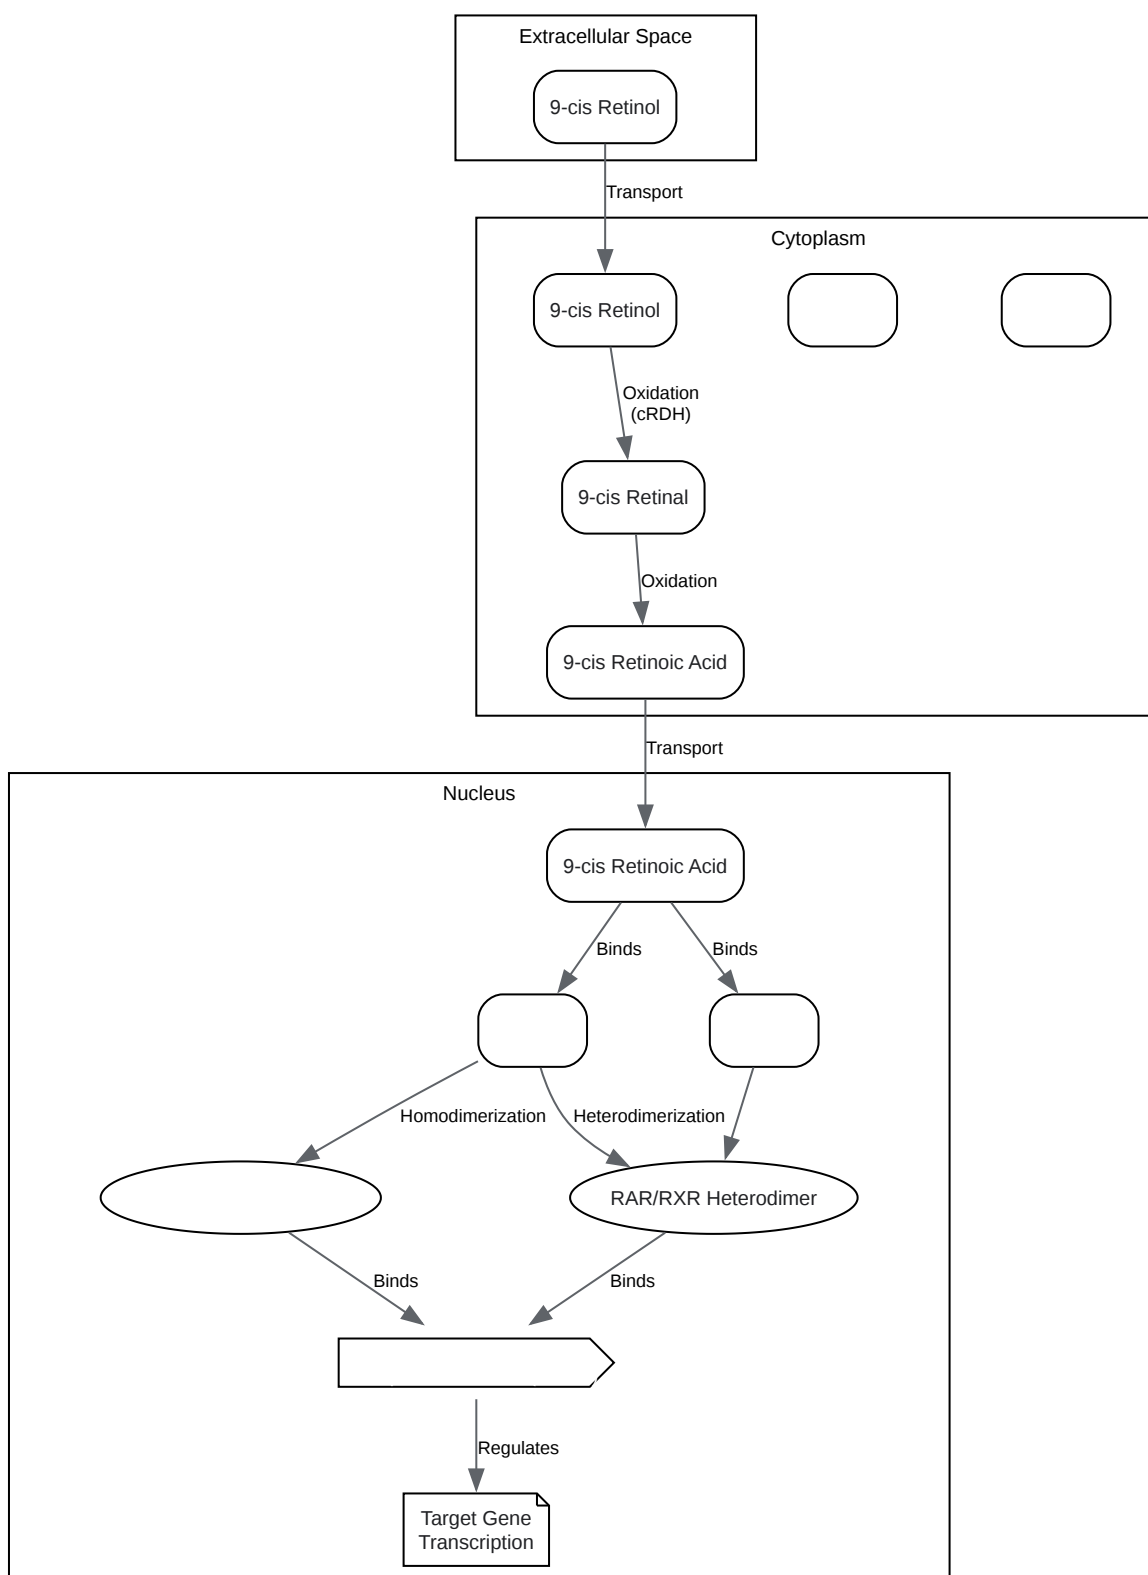 Extracellular Space
9-cis Retinol
Transport
Cytoplasm
9-cis Retinol
Oxidation
(cRDH)
9-cis Retinal
Oxidation
9-cis Retinoic Acid
Transport
Nucleus
9-cis Retinoic Acid
Binds
Binds
Homodimerization
Heterodimerization
RAR/RXR Heterodimer
Binds
Binds
Regulates
Target Gene
Transcription